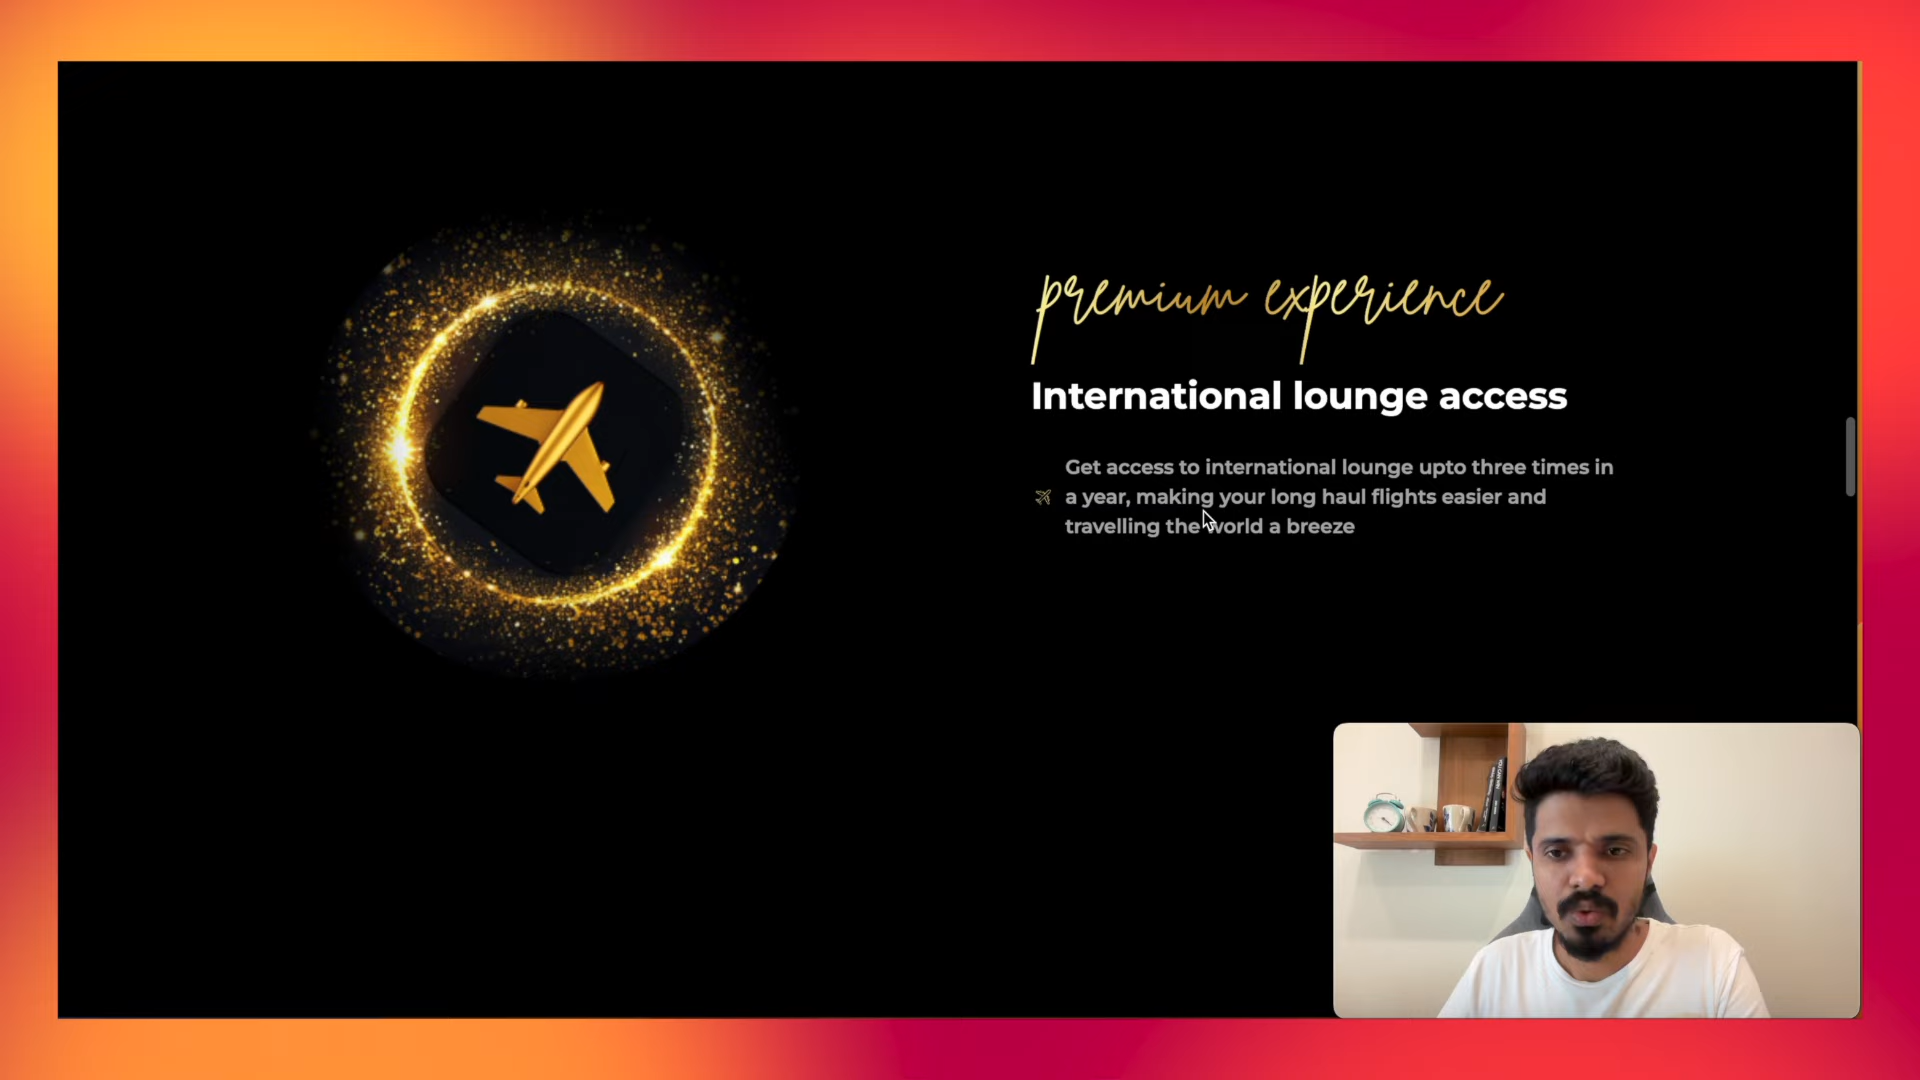 premium experience
International lounge access
Get access to international lounge upto three times in
a year, making your long haul flights easier and
travelling the world a breeze